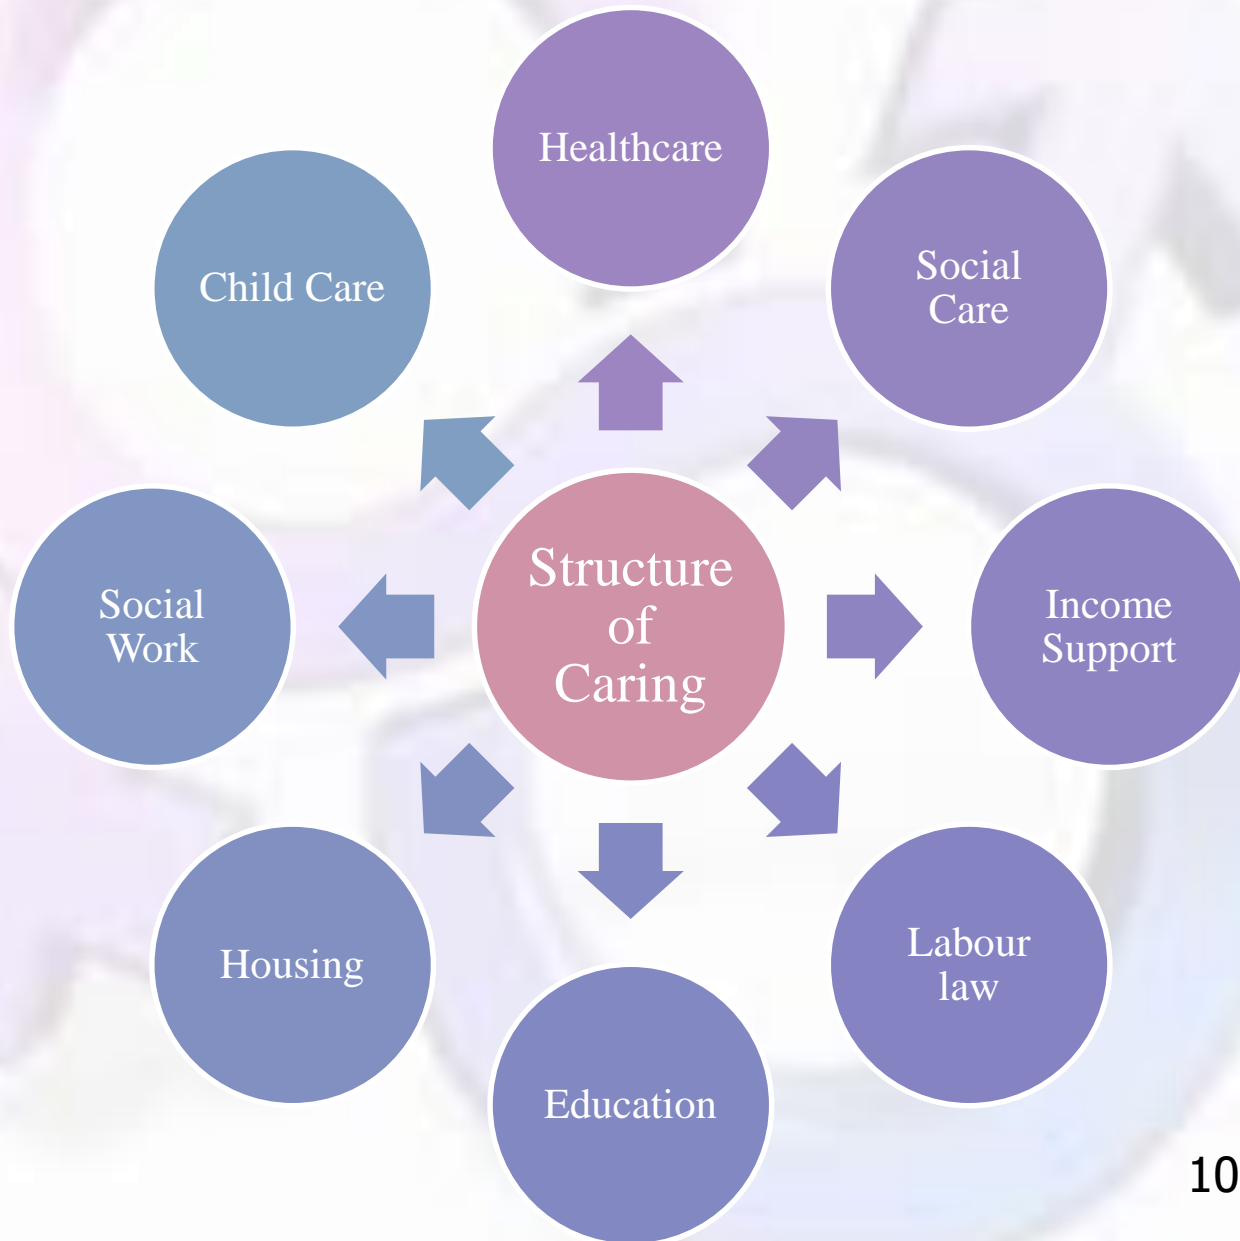 Healthcare
Social
Care
Income
Support
Labour
law
Education
Housing
Social
Work
Child Care
Structure
of
Caring
10